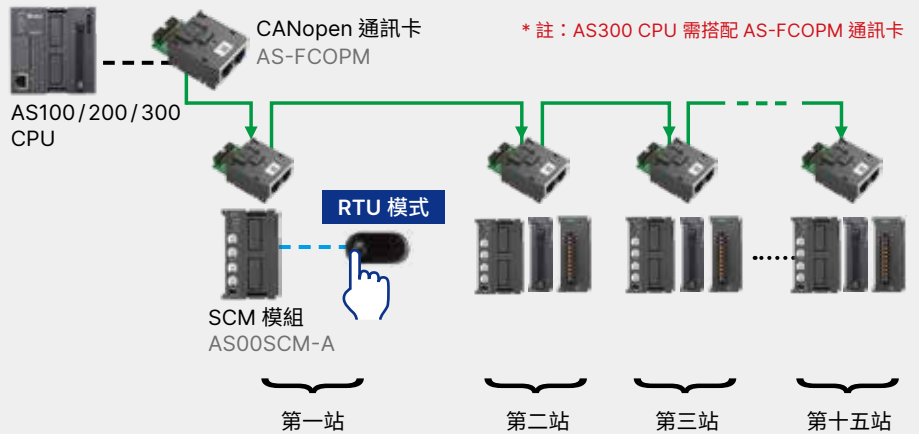 CANopen 通訊卡
AS-FCOPM
* 註：AS300 CPU 需搭配 AS-FCOPM 通訊卡
AS100/200/300
CPU
RTU 模式
SCM 模組
AS00SCM-A
第一站
第二站
第三站
第十五站